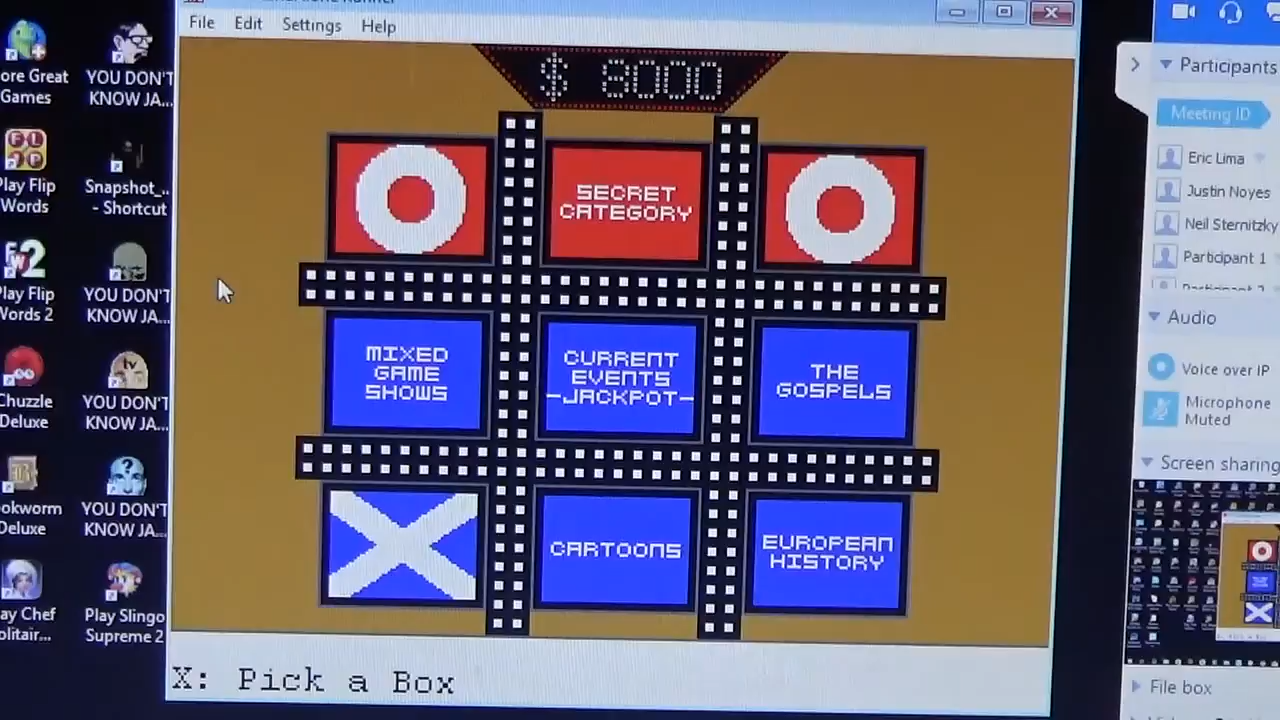 File Edit Settings Help
$ 8000
SECRET
CATEGORY
MIXED
GAME
SHOWS
CURRENT
EVENTS
-JACKPOT-
THE
GOSPELS
CARTOONS
EUROPEAN
HISTORY
X: Pick a Box
ore Great
Games
YOU DON'T
KNOW JA...
Play Flip
Words
Snapshot_...
- Shortcut
Play Flip
Words 2
YOU DON'T
KNOW JA...
Chuzzle
Deluxe
YOU DON'T
KNOW JA...
okworm
Deluxe
YOU DON'T
KNOW JA...
ay Chef
olitair...
Play Slingo
Supreme 2
Participants
Meeting ID
Eric Lima
Justin Noyes
Neil Sternitzky
Participant 1
Audio
Voice over IP
Microphone
Muted
Screen sharing
File box